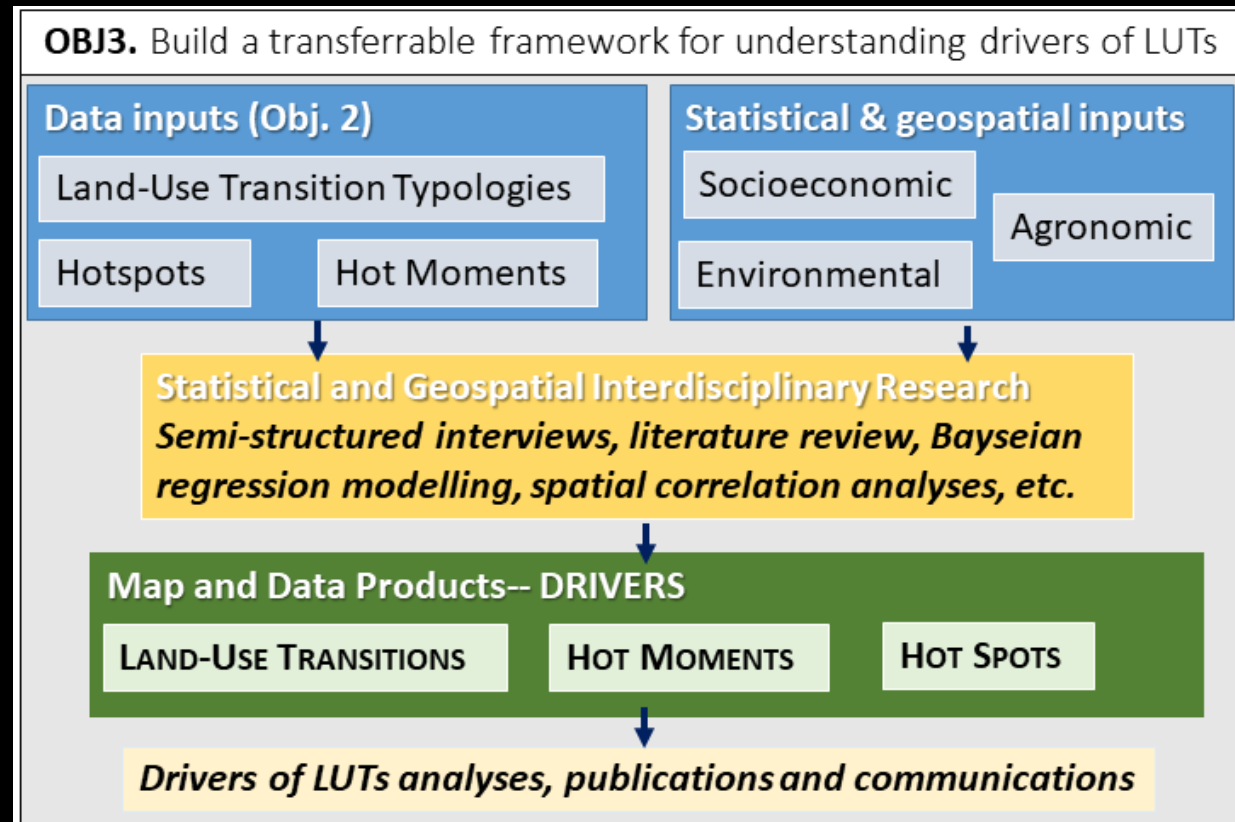 OBJ3. Build a transferrable framework for understanding drivers of LUTs
Data inputs (Obj. 2)
Land-Use Transition Typologies
Hotspots
Hot Moments
Statistical & geospatial inputs
Socioeconomic
Agronomic
Environmental
Statistical and Geospatial Interdisciplinary Research
Semi-structured interviews, literature review, Bayseian
regression modelling, spatial correlation analyses, etc.
Map and Data Products-- DRIVERS
LAND-USE TRANSITIONS
HOT MOMENTS
HOT SPOTS
Drivers of LUTs analyses, publications and communications